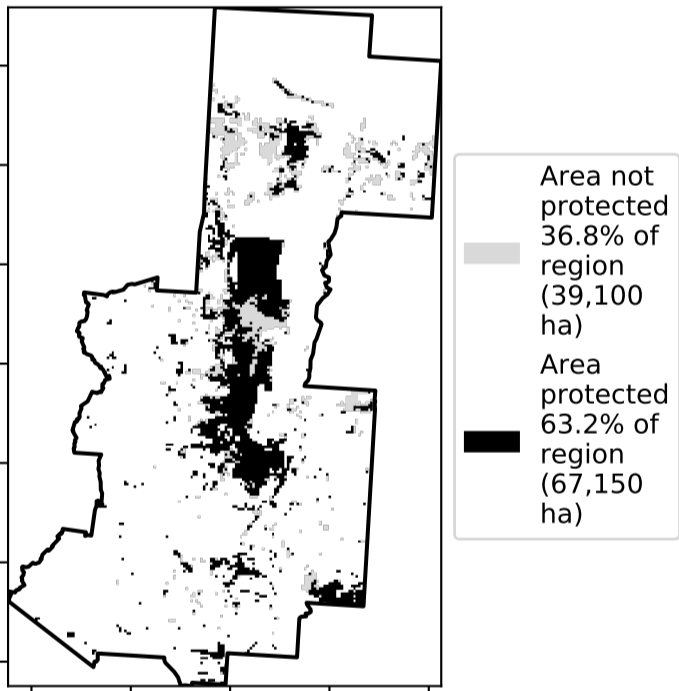 Area not
protected
36.8% of
region
(39,100
ha)
Area
protected
63.2% of
region
(67,150
ha)